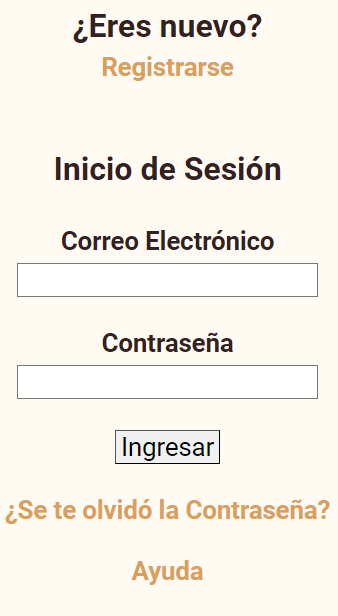 ¿Eres nuevo?
Registrarse
Inicio de Sesión
Correo Electrónico
Contraseña
Ingresar
¿Se te olvidó la Contraseña?
Ayuda